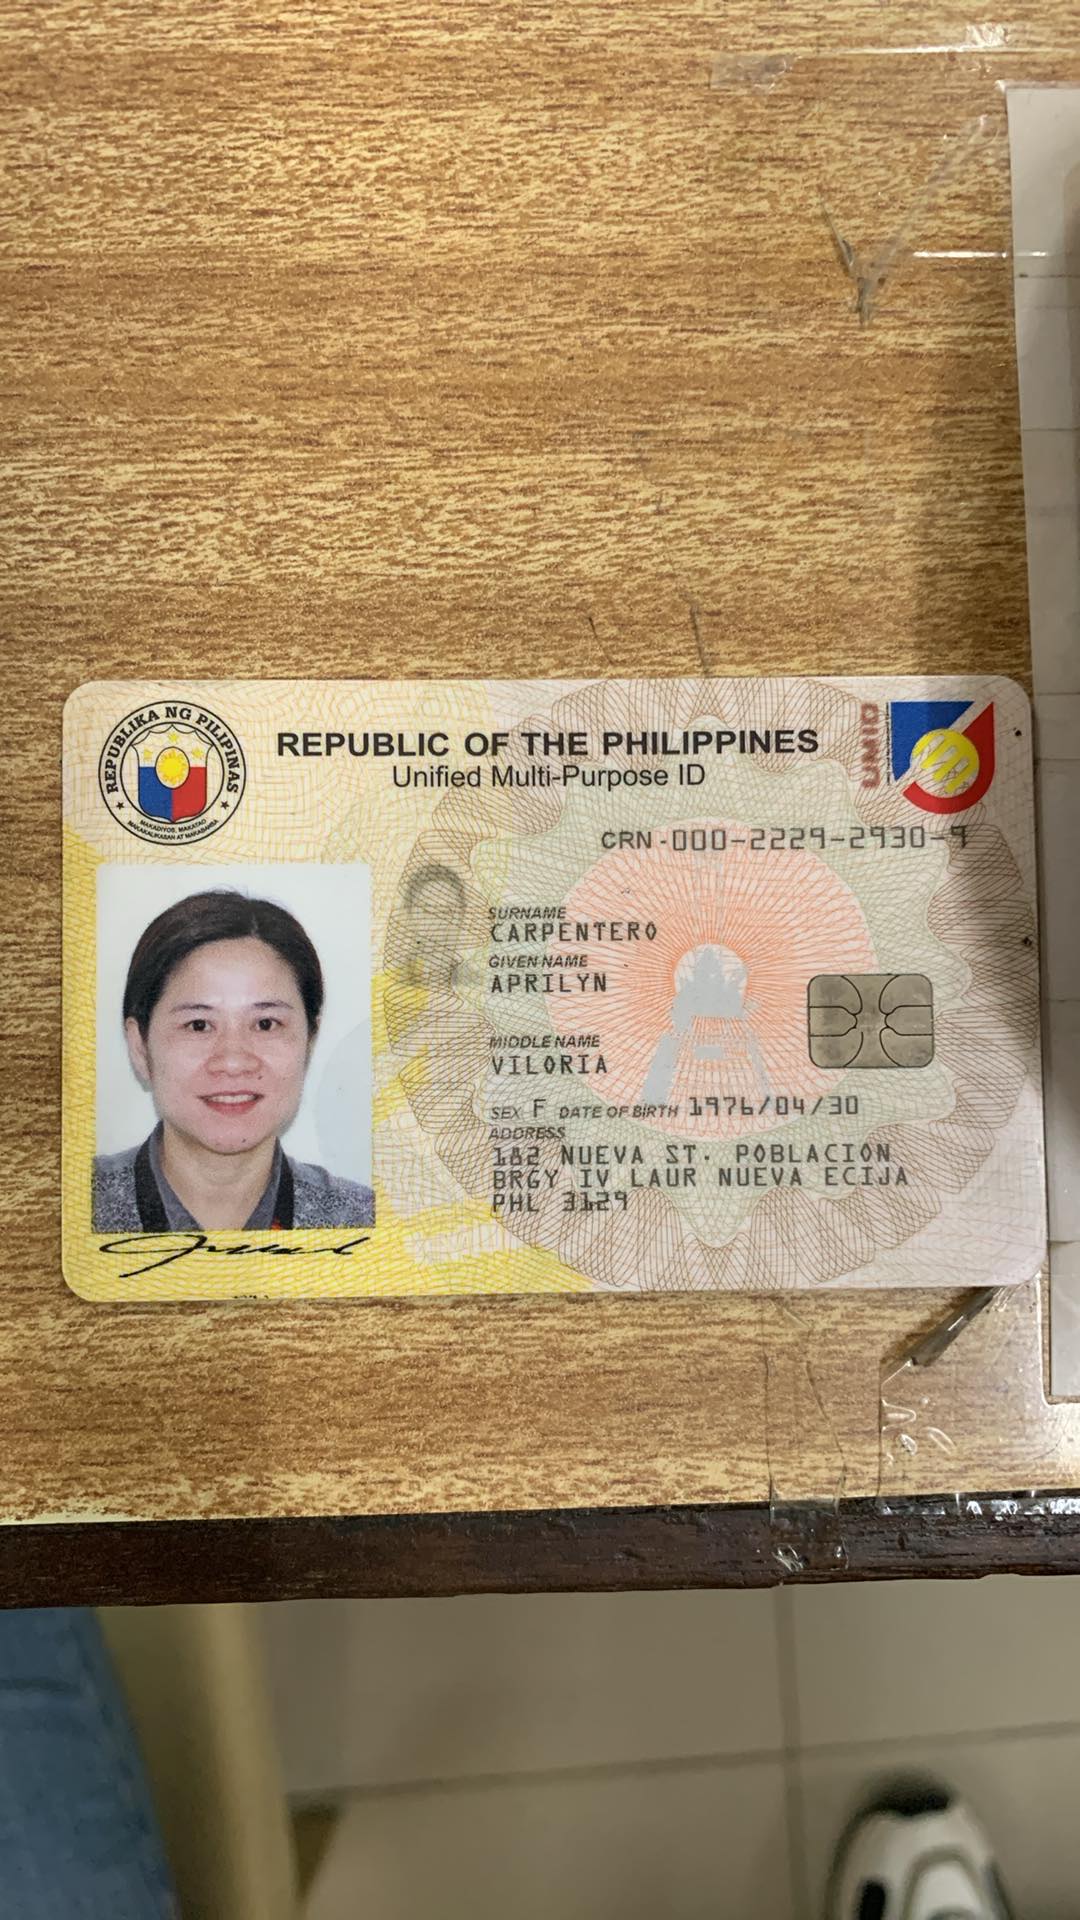 REPUBLIKA NG PILIPINAS
MAKADIYOS, MAKATAO
MAKAKALIKASAN AT MAKABANSA
REPUBLIC OF THE PHILIPPINES
Unified Multi-Purpose ID
UMID
CRN-000-2229-2930-9
SURNAME
CARPENTERO
GIVEN NAME
APRILYN
MIDDLE NAME
VILORIA
SEX F DATE OF BIRTH 1976/04/30
ADDRESS
182 NUEVA ST. POBLACION
BRGY IV LAUR NUEVA ECIJA
PHL 3129